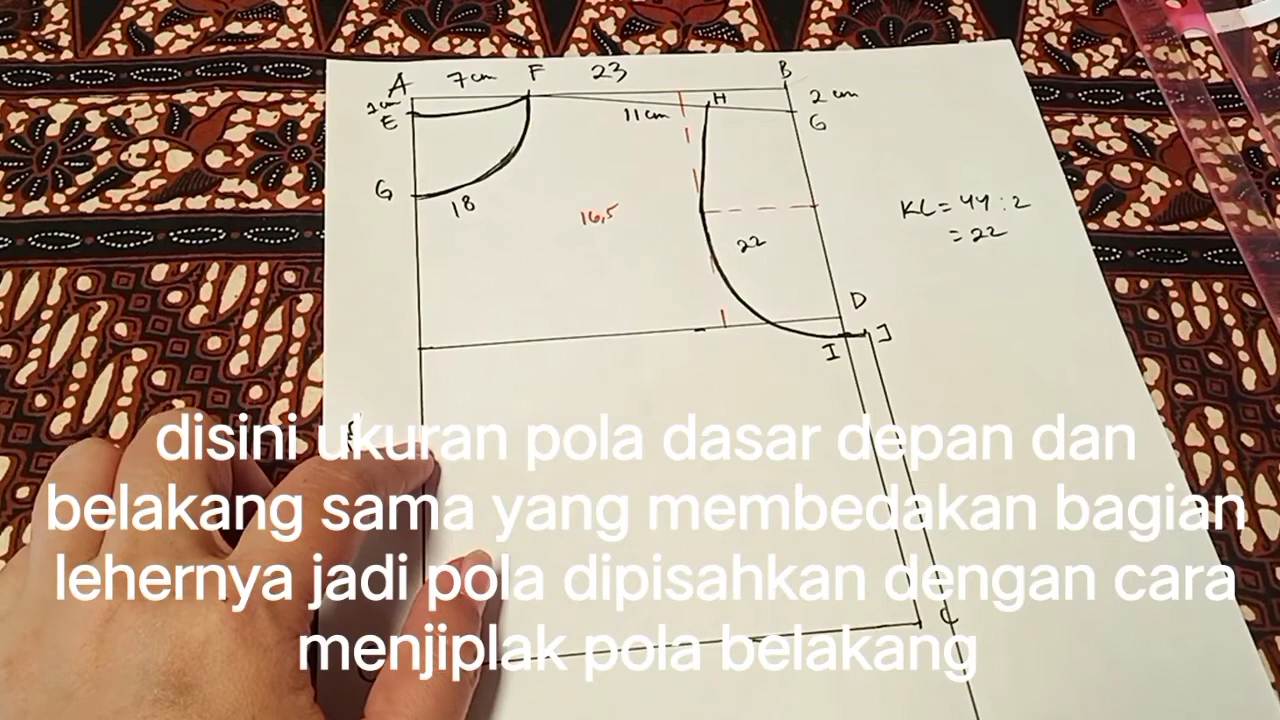 A 7cm F 23 B
1cm
E
11cm H 2 cm
G
G 18
16,5
KL = 44 : 2
= 22
22
D
I J
C
disini ukuran pola dasar depan dan
belakang sama yang membedakan bagian
lehernya jadi pola dipisahkan dengan cara
menjiplak pola belakang